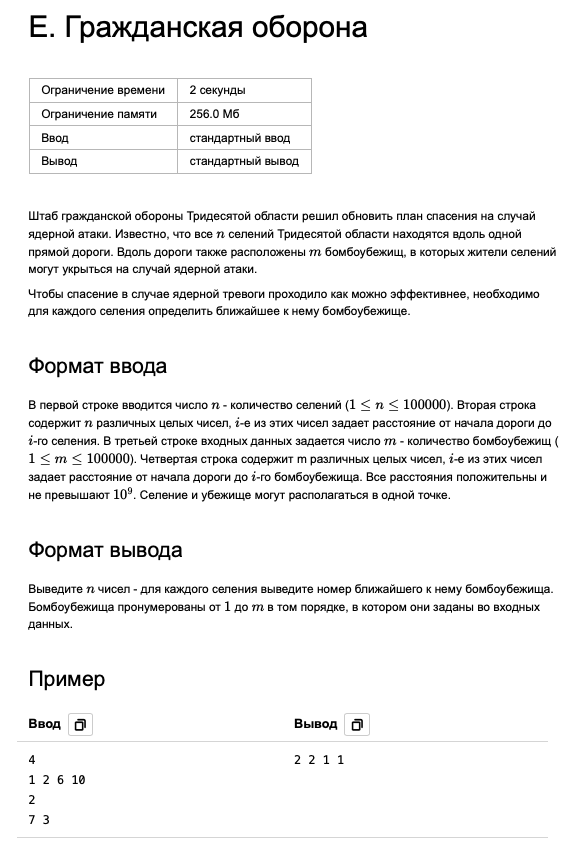 Е. Гражданская оборона
Ограничение времени 2 секунды
Ограничение памяти 256.0 Мб
Ввод стандартный ввод
Вывод стандартный вывод
Штаб гражданской обороны Тридесятой области решил обновить план спасения на случай
ядерной атаки. Известно, что все n селений Тридесятой области находятся вдоль одной
прямой дороги. Вдоль дороги также расположены m бомбоубежищ, в которых жители селений
могут укрыться на случай ядерной атаки.
Чтобы спасение в случае ядерной тревоги проходило как можно эффективнее, необходимо
для каждого селения определить ближайшее к нему бомбоубежище.
Формат ввода
В первой строке вводится число n - количество селений (1 ≤ n ≤ 100000). Вторая строка
содержит n различных целых чисел, i-е из этих чисел задает расстояние от начала дороги до
i-го селения. В третьей строке входных данных задается число m - количество бомбоубежищ (
1 ≤ m ≤ 100000). Четвертая строка содержит m различных целых чисел, i-е из этих чисел
задает расстояние от начала дороги до i-го бомбоубежища. Все расстояния положительны и
не превышают 10⁹. Селение и убежище могут располагаться в одной точке.
Формат вывода
Выведите n чисел - для каждого селения выведите номер ближайшего к нему бомбоубежища.
Бомбоубежища пронумерованы от 1 до m в том порядке, в котором они заданы во входных
данных.
Пример
Ввод Вывод
4 2 2 1 1
1 2 6 10
2
7 3